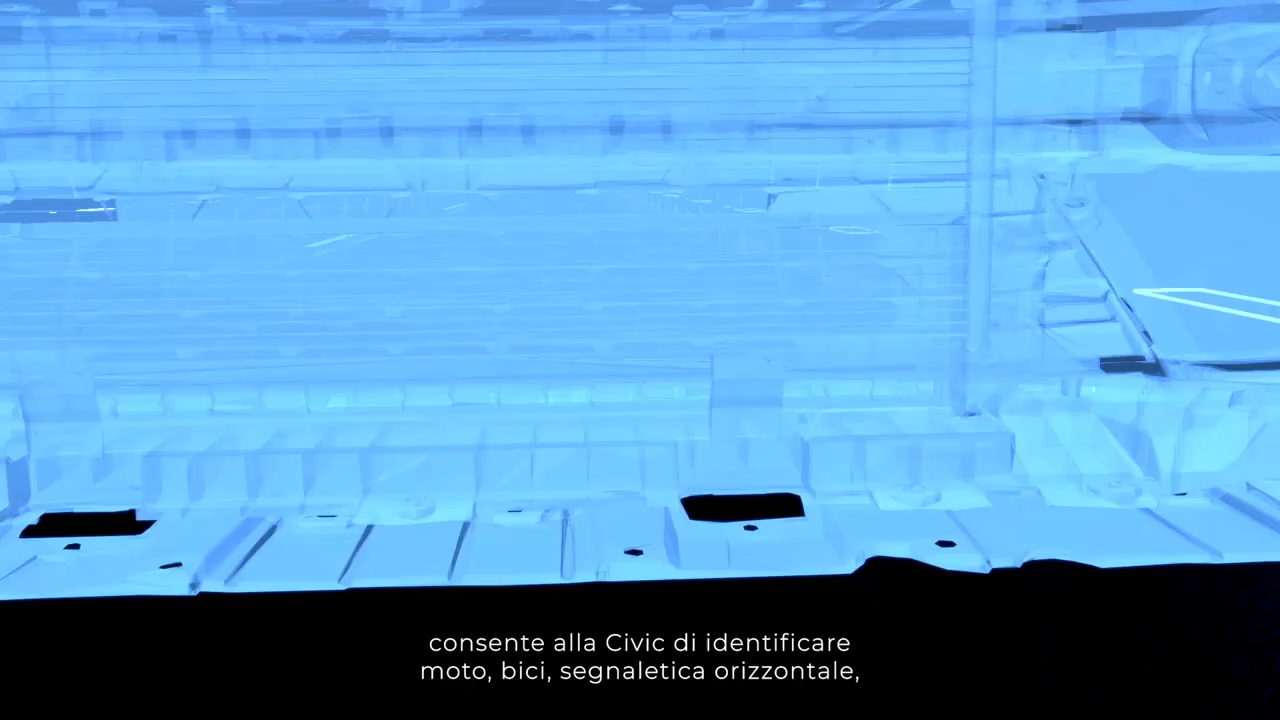 consente alla Civic di identificare
moto, bici, segnaletica orizzontale,